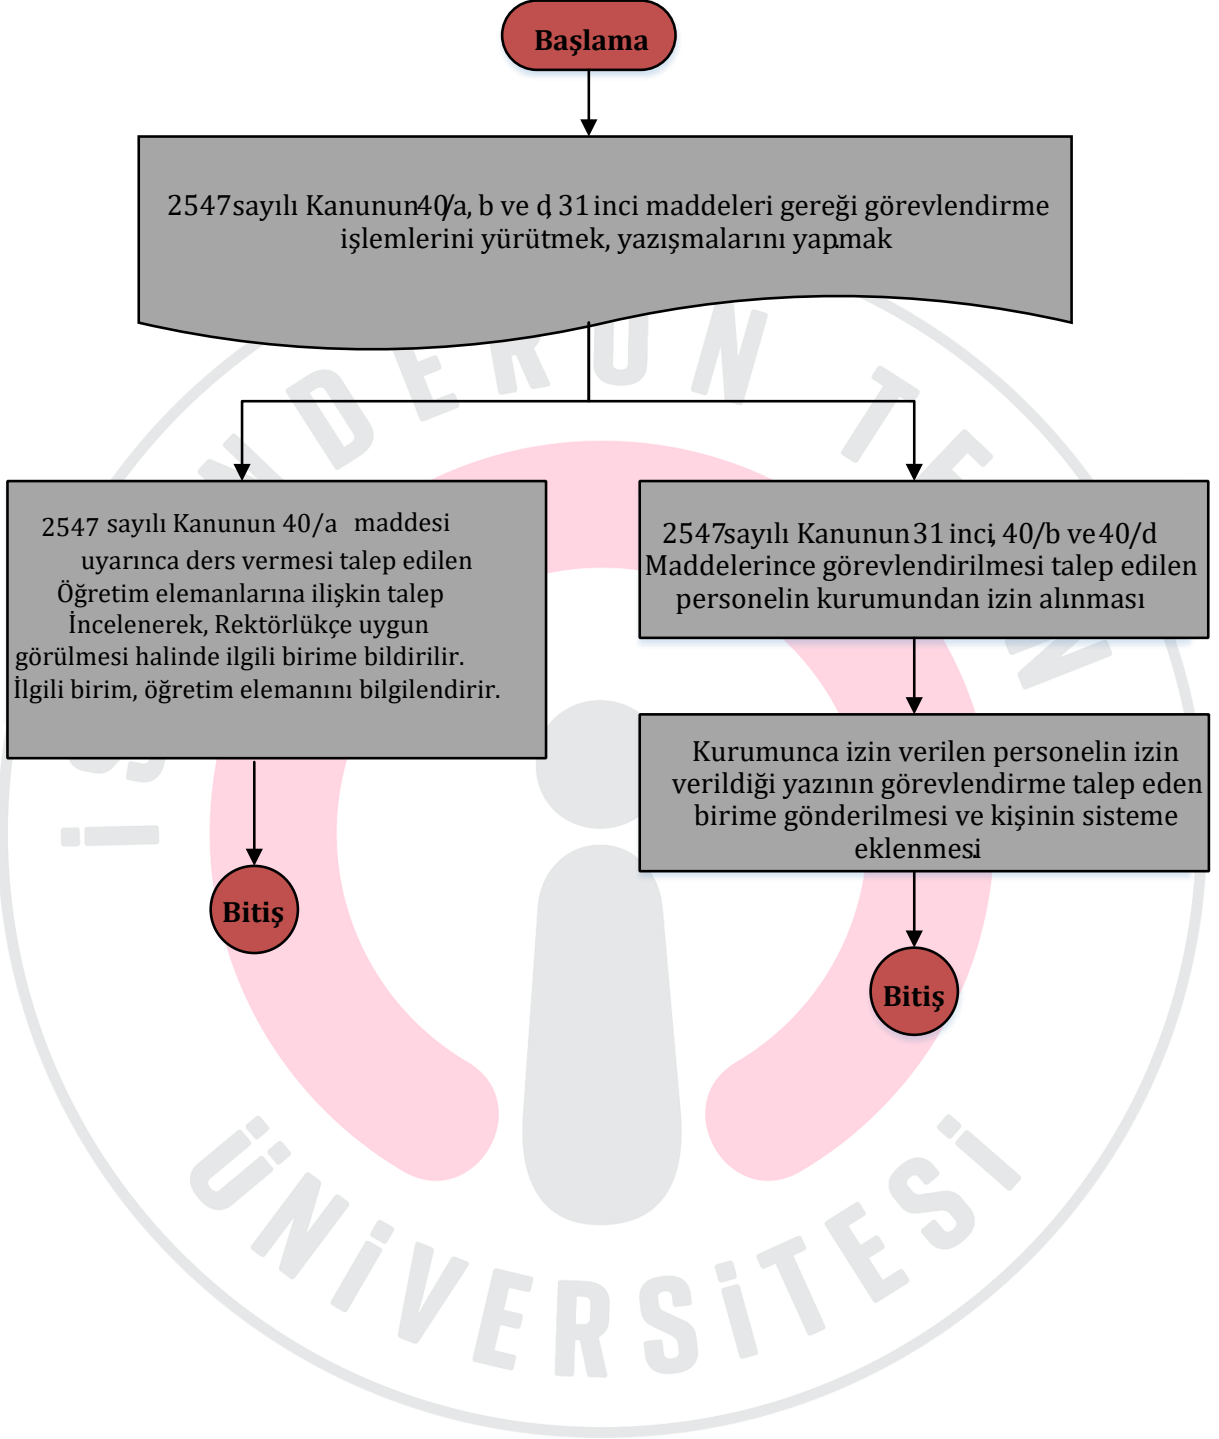 Başlama
2547 sayılı Kanunun 40/a, b ve d, 31 inci maddeleri gereği görevlendirme
işlemlerini yürütmek, yazışmalarını yapmak.
2547 sayılı Kanunun 40/a maddesi
uyarınca ders vermesi talep edilen
Öğretim elemanlarına ilişkin talep
İncelenerek, Rektörlükçe uygun
görülmesi halinde ilgili birime bildirilir.
İlgili birim, öğretim elemanını bilgilendirir.
Bitiş
2547 sayılı Kanunun 31 inci, 40/b ve 40/d
Maddelerince görevlendirilmesi talep edilen
personelin kurumundan izin alınması
Kurumunca izin verilen personelin izin
verildiği yazının görevlendirme talep eden
birime gönderilmesi ve kişinin sisteme
eklenmesi.
Bitiş
ÜNİVERSİTESİ